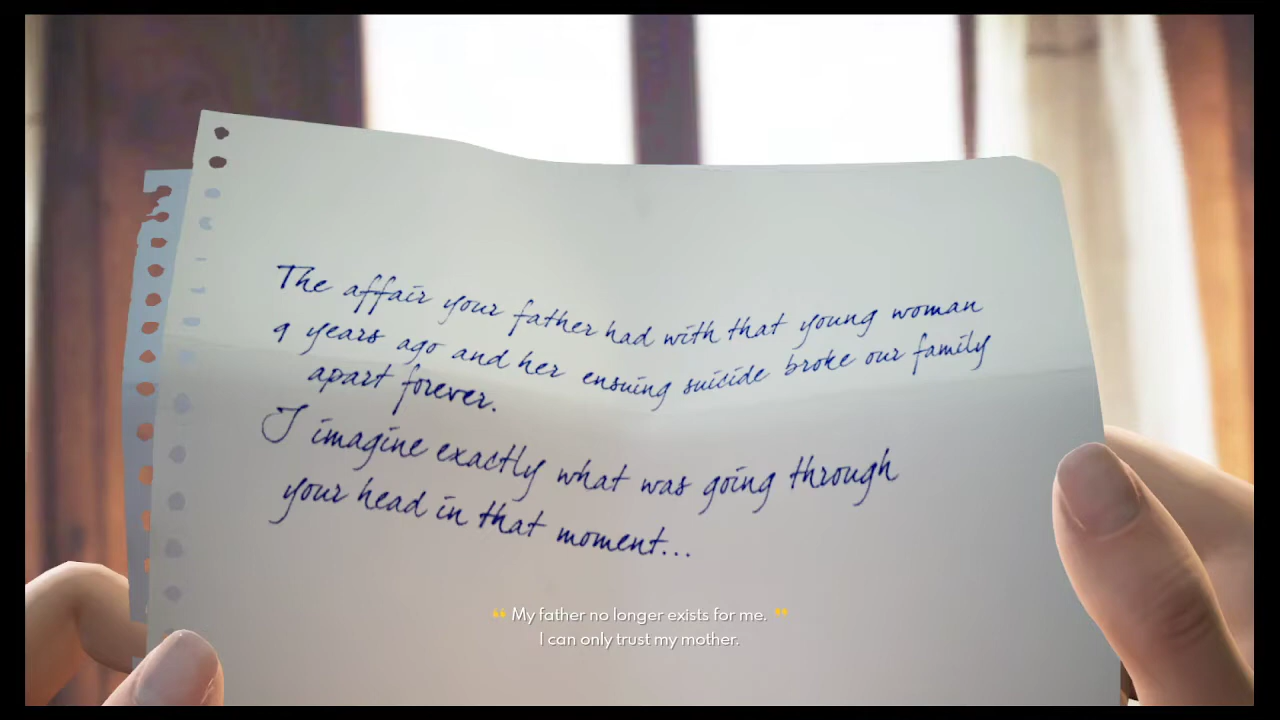 The affair your father had with that young woman
9 years ago and her ensuing suicide broke our family
apart forever.
I imagine exactly what was going through
your head in that moment...
“ My father no longer exists for me. ”
I can only trust my mother.